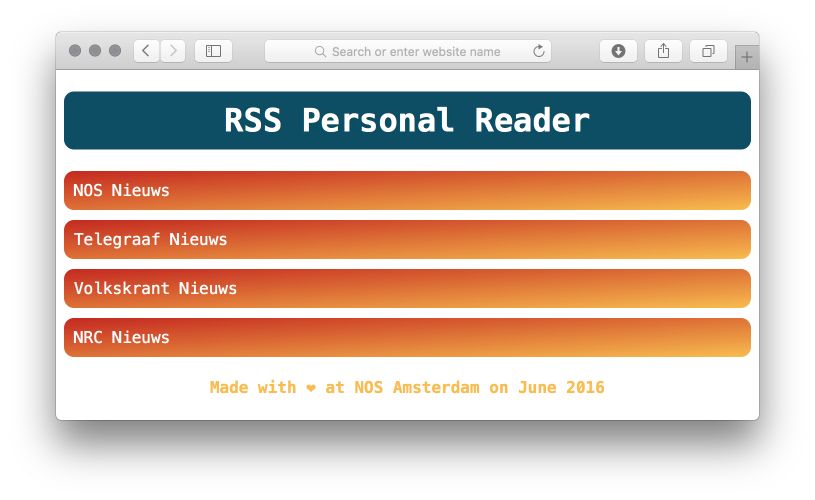 Search or enter website name
RSS Personal Reader
NOS Nieuws
Telegraaf Nieuws
Volkskrant Nieuws
NRC Nieuws
Made with ❤ at NOS Amsterdam on June 2016